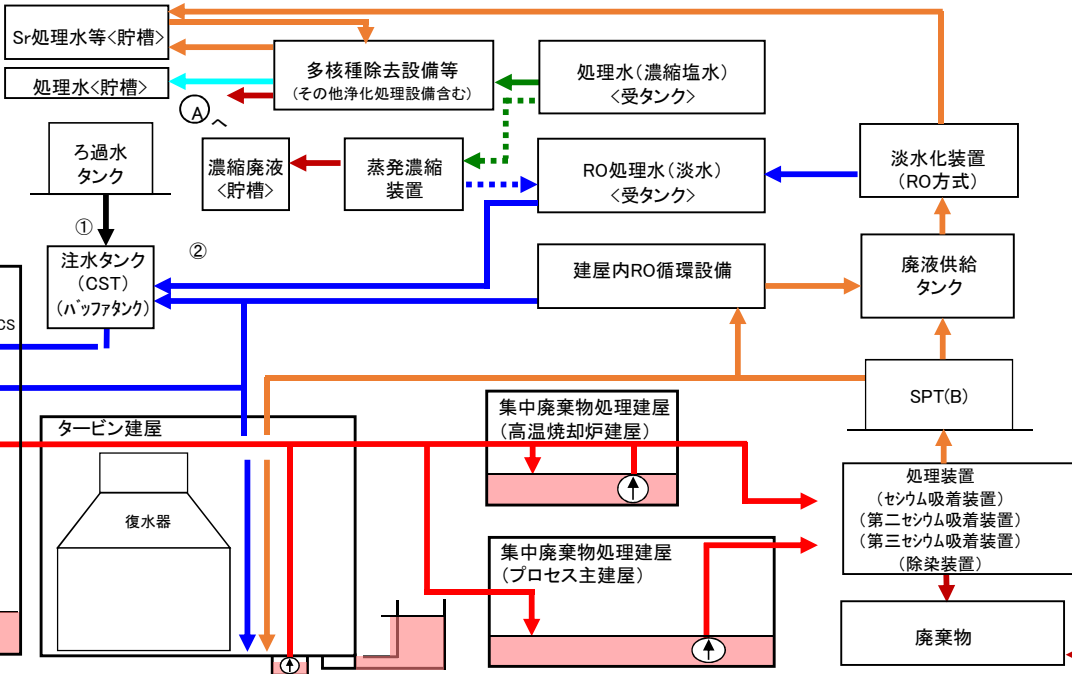 Sr処理水等<貯槽>
処理水<貯槽>
多核種除去設備等
(その他浄化処理設備含む)
処理水(濃縮塩水)
<受タンク>
A
へ
ろ過水
タンク
濃縮廃液
<貯槽>
蒸発濃縮
装置
RO処理水(淡水)
<受タンク>
淡水化装置
(RO方式)
①
②
注水タンク
(CST)
(バッファタンク)
建屋内RO循環設備
廃液供給
タンク
CS
SPT(B)
タービン建屋
復水器
集中廃棄物処理建屋
(高温焼却炉建屋)
集中廃棄物処理建屋
(プロセス主建屋)
処理装置
(セシウム吸着装置)
(第二セシウム吸着装置)
(第三セシウム吸着装置)
(除染装置)
廃棄物